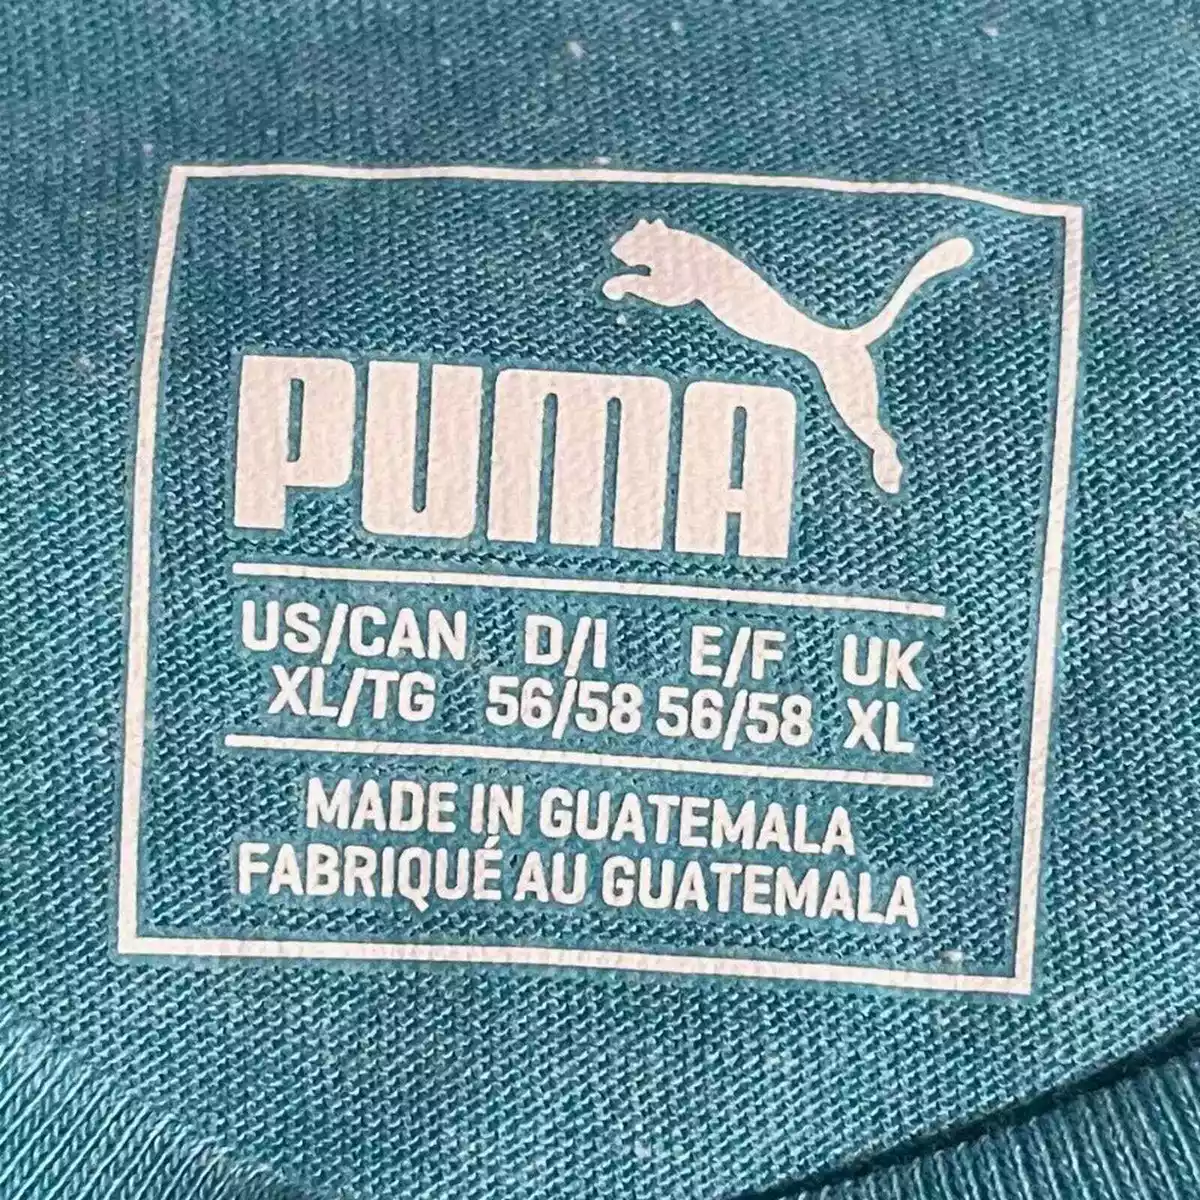 PUMA
US/CAN D/I E/F UK
XL/TG 56/58 56/58 XL
MADE IN GUATEMALA
FABRIQUÉ AU GUATEMALA